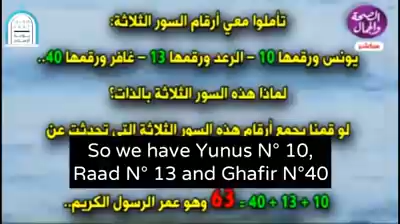 تأملوا معي أرقام السور الثلاثة:
يونس ورقمها 10 – الرعد ورقمها 13 – غافر ورقمها 40..
لماذا هذه السور الثلاثة بالذات؟
لو قمنا بجمع أرقام هذه السور الثلاثة التي تحدثت عن
So we have Yunus N° 10,
Raad N° 13 and Ghafir N°40
10 + 13 + 40 = 63 وهو عمر الرسول الكريم..
الصحة
والجمال
مباشر